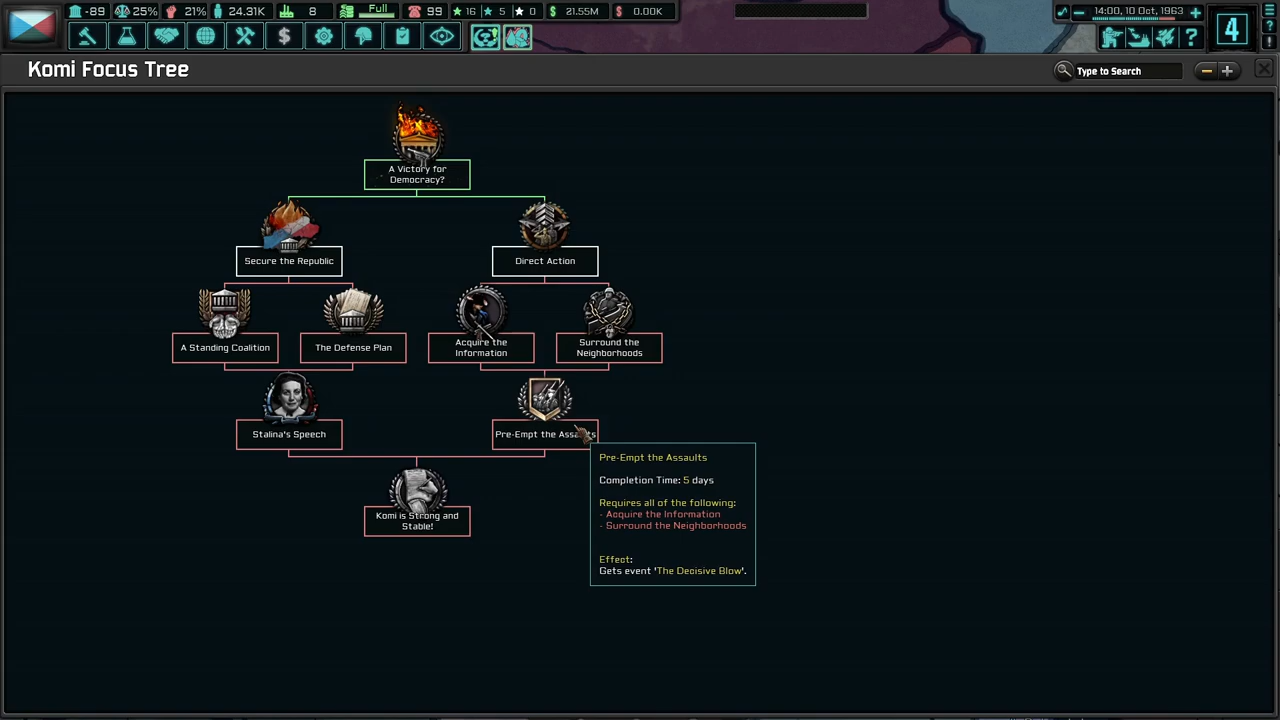 -89 25% 21% 24.31K 8 Full 99 16 5 0 21.55M 0.00K 14:00, 10 Oct, 1963
4
Komi Focus Tree
Type to Search
A Victory for
Democracy?
Secure the Republic
Direct Action
A Standing Coalition
The Defense Plan
Acquire the
Information
Surround the
Neighborhoods
Stalina's Speech
Pre-Empt the Assaults
Komi is Strong and
Stable!
Pre-Empt the Assaults
Completion Time: 5 days
Requires all of the following:
- Acquire the Information
- Surround the Neighborhoods
Effect:
Gets event 'The Decisive Blow'.